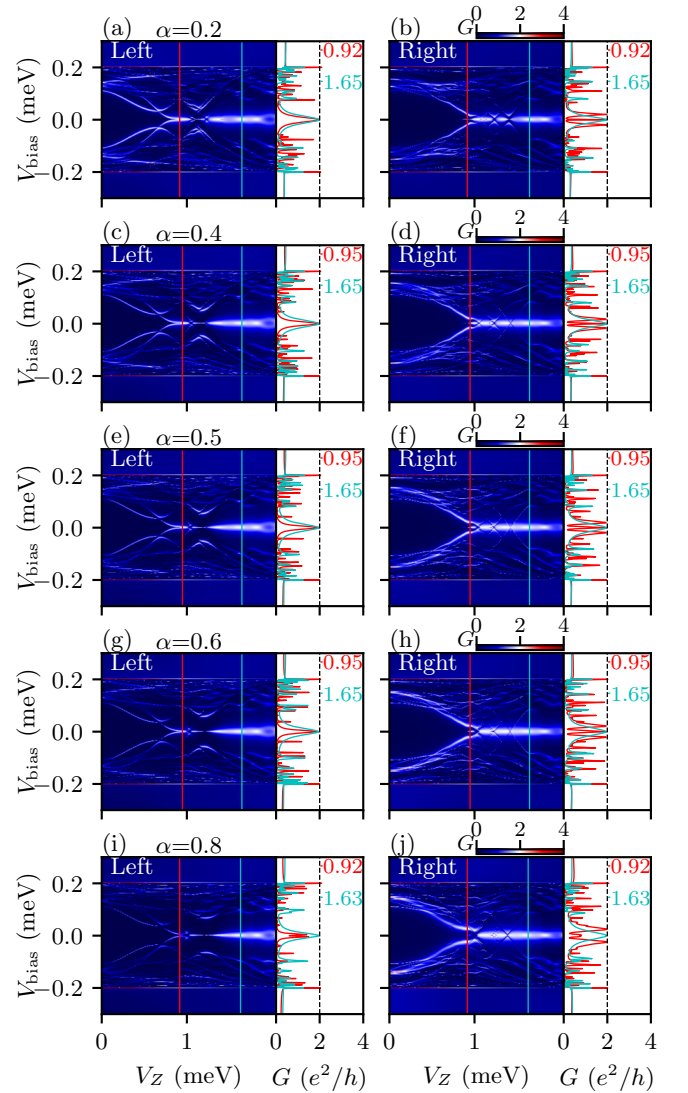 (a) α=0.2 (b) G 0 2 4
Left 0.92 Right 0.92
1.65 1.65
V_bias (meV) 0.2 0.0 −0.2
(c) α=0.4 (d) G 0 2 4
Left 0.95 Right 0.95
1.65 1.65
V_bias (meV) 0.2 0.0 −0.2
(e) α=0.5 (f) G 0 2 4
Left 0.95 Right 0.95
1.65 1.65
V_bias (meV) 0.2 0.0 −0.2
(g) α=0.6 (h) G 0 2 4
Left 0.95 Right 0.95
1.65 1.65
V_bias (meV) 0.2 0.0 −0.2
(i) α=0.8 (j) G 0 2 4
Left 0.92 Right 0.92
1.63 1.63
V_bias (meV) 0.2 0.0 −0.2
0 1 0 2 4 0 1 0 2 4
V_Z (meV) G (e²/h) V_Z (meV) G (e²/h)